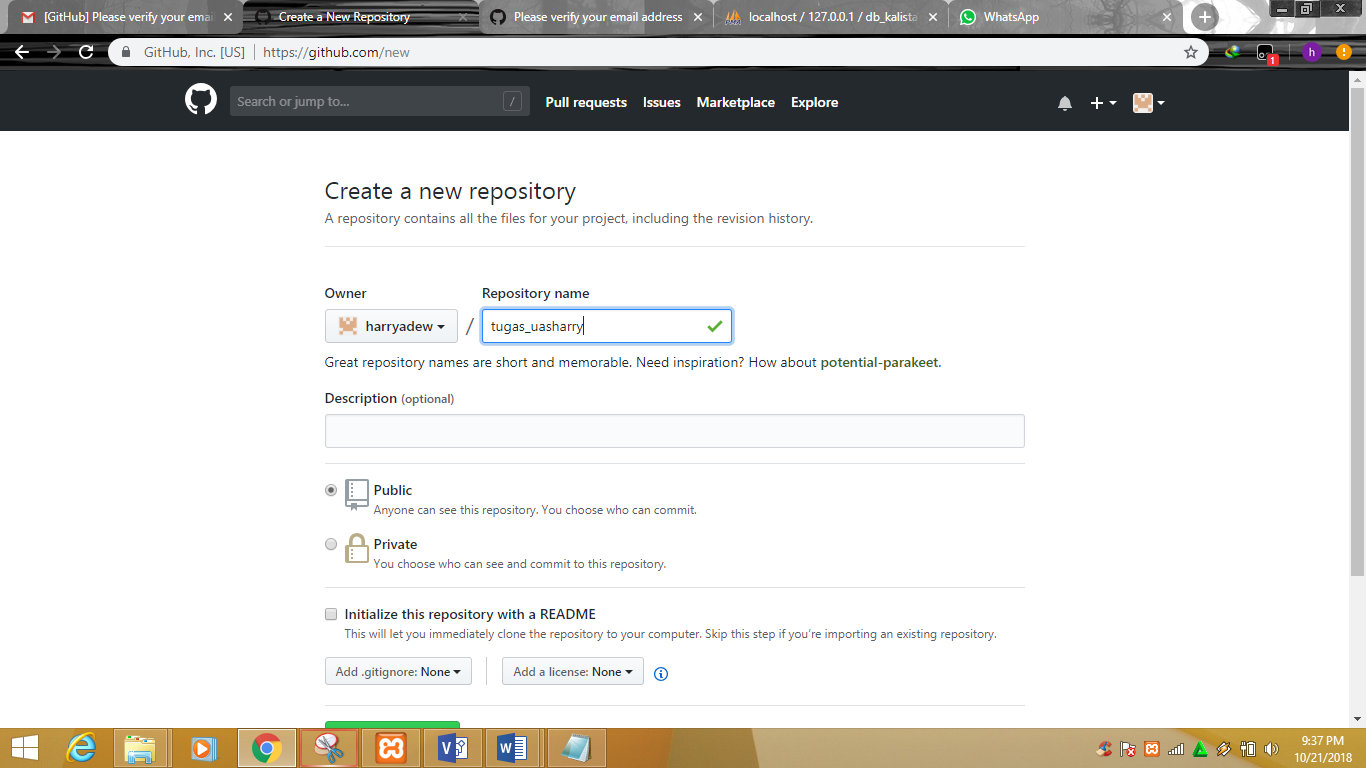 [GitHub] Please verify your emai
Create a New Repository
Please verify your email address
localhost / 127.0.0.1 / db_kalista
WhatsApp
GitHub, Inc. [US] | https://github.com/new
1
h
Search or jump to...
/
Pull requests
Issues
Marketplace
Explore
Create a new repository
A repository contains all the files for your project, including the revision history.
Owner
Repository name
harryadew / tugas_uasharry
Great repository names are short and memorable. Need inspiration? How about potential-parakeet.
Description (optional)
Public
Anyone can see this repository. You choose who can commit.
Private
You choose who can see and commit to this repository.
Initialize this repository with a README
This will let you immediately clone the repository to your computer. Skip this step if you're importing an existing repository.
Add .gitignore: None
Add a license: None
9:37 PM
10/21/2018